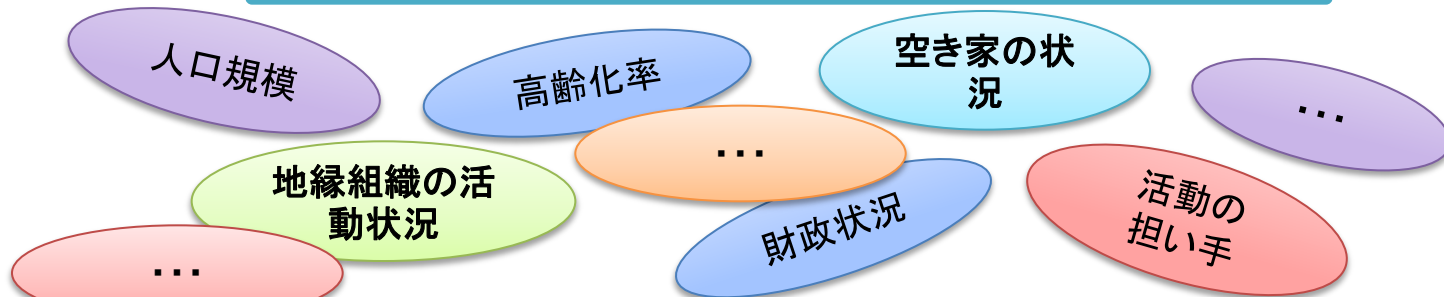 人口規模
高齢化率
空き家の状
況
…
…
地縁組織の活
動状況
財政状況
活動の
担い手
…